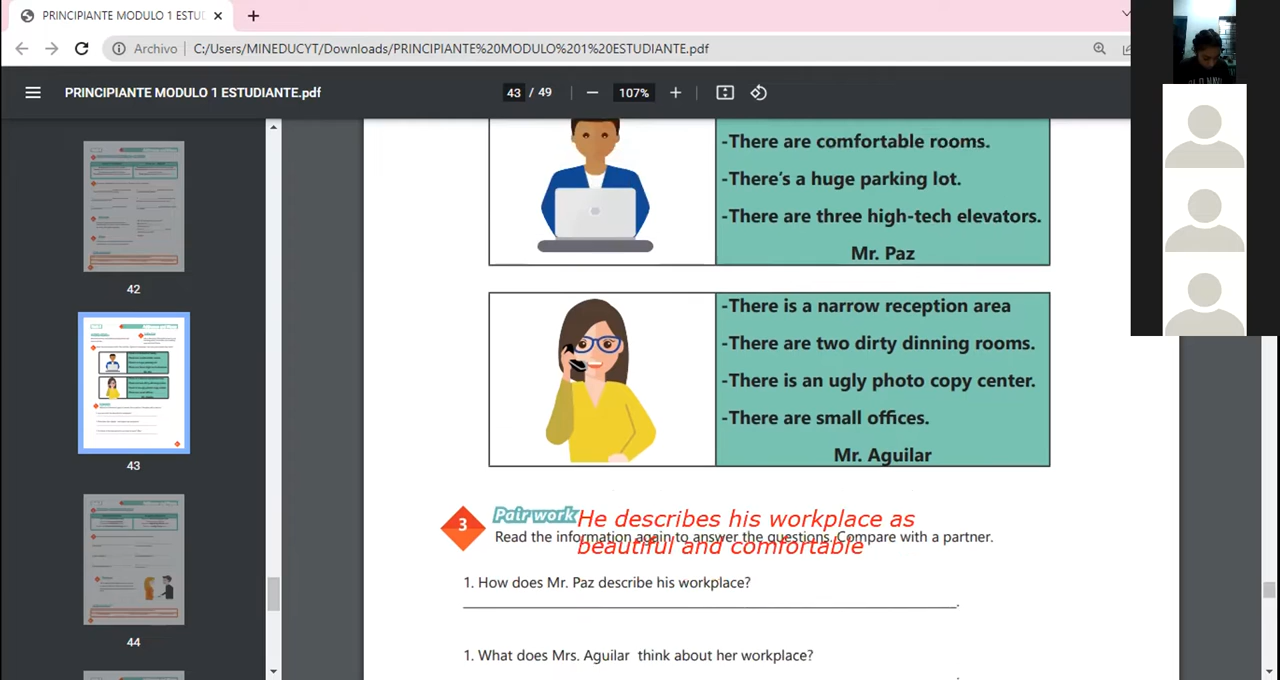 PRINCIPIANTE MODULO 1 ESTU
Archivo
C:/Users/MINEDUCYT/Downloads/PRINCIPIANTE%20MODULO%201%20ESTUDIANTE.pdf
PRINCIPIANTE MODULO 1 ESTUDIANTE.pdf
43 / 49
107%
42
43
44
-There are comfortable rooms.
-There's a huge parking lot.
-There are three high-tech elevators.
Mr. Paz
-There is a narrow reception area
-There are two dirty dinning rooms.
-There is an ugly photo copy center.
-There are small offices.
Mr. Aguilar
3
Pair work
He describes his workplace as
Read the information again to answer the questions. Compare with a partner.
beautiful and comfortable
1. How does Mr. Paz describe his workplace?
1. What does Mrs. Aguilar think about her workplace?